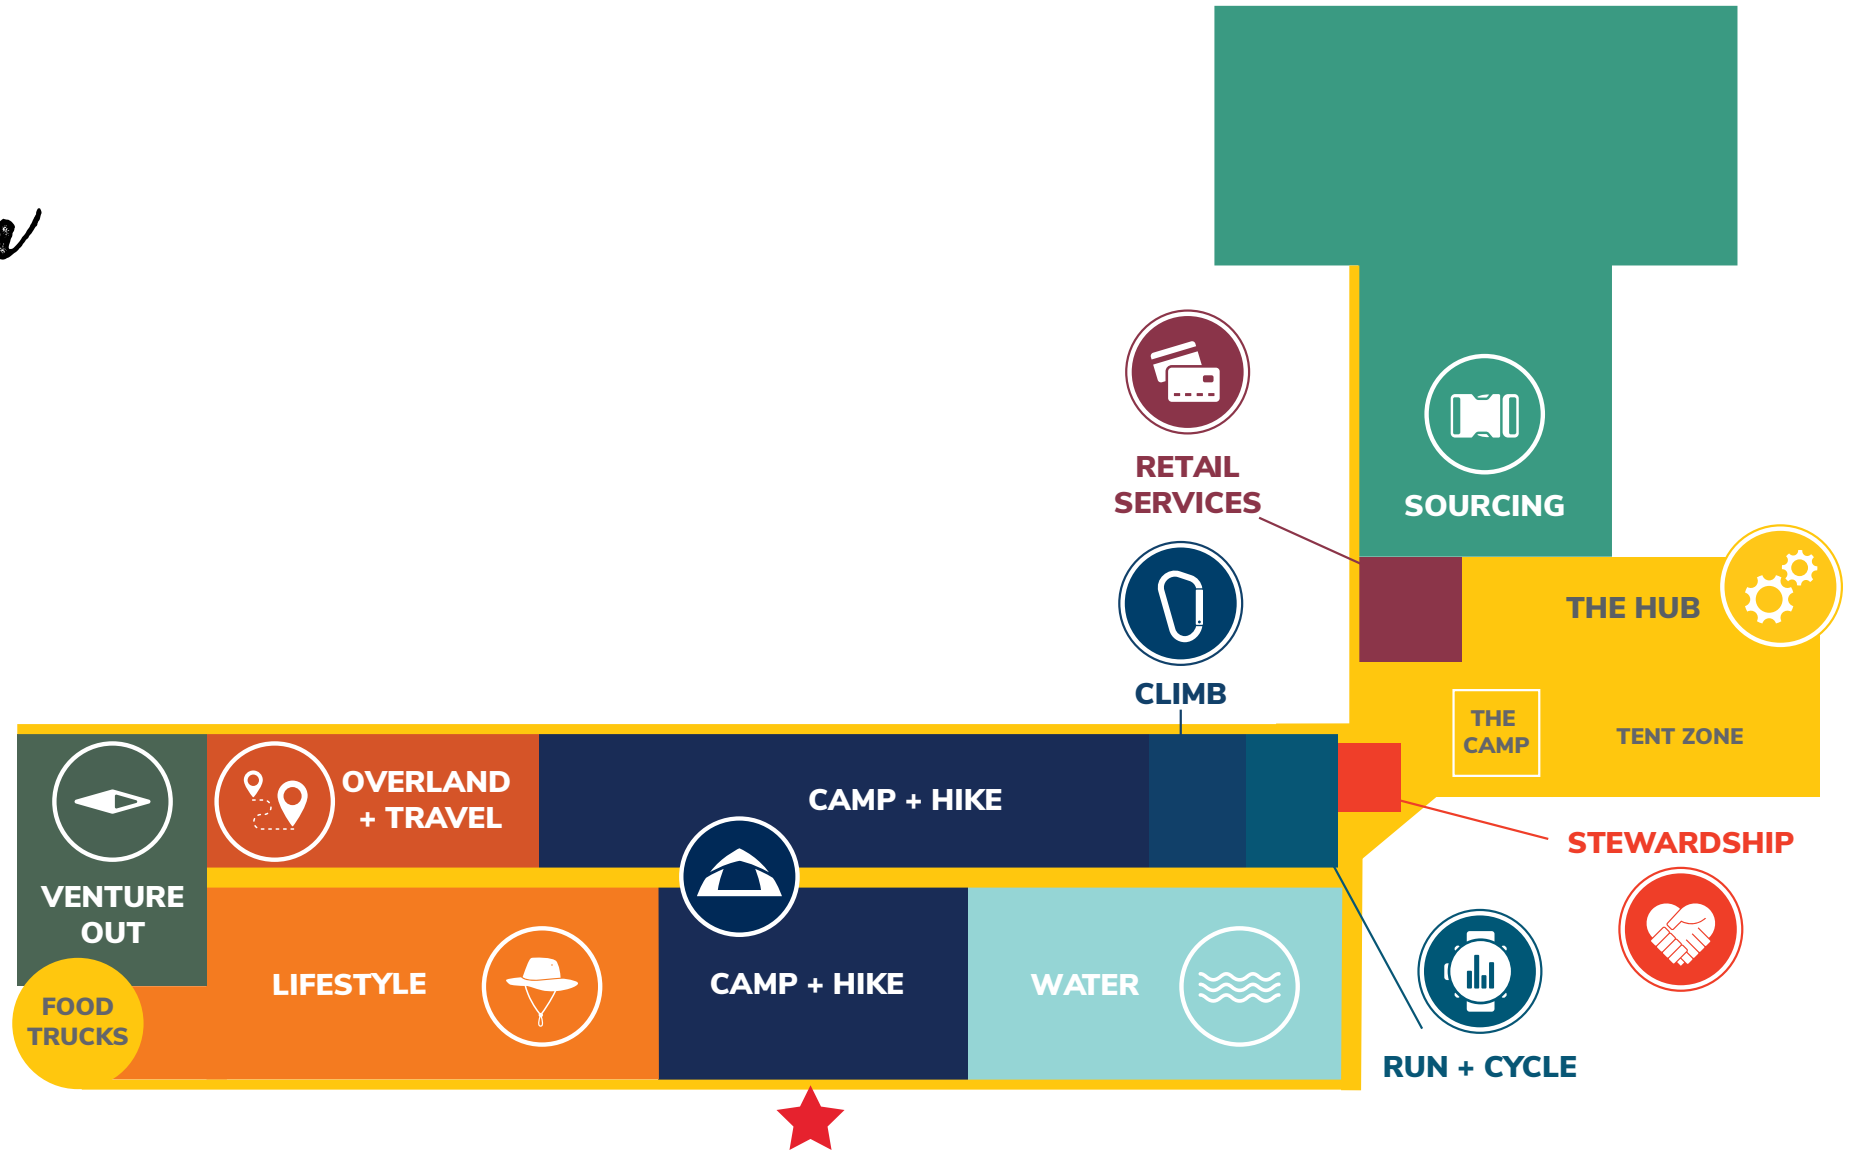 RETAIL
SERVICES
SOURCING
THE HUB
CLIMB
THE
CAMP
TENT ZONE
OVERLAND
+ TRAVEL
CAMP + HIKE
STEWARDSHIP
VENTURE
OUT
LIFESTYLE
CAMP + HIKE
WATER
FOOD
TRUCKS
RUN + CYCLE